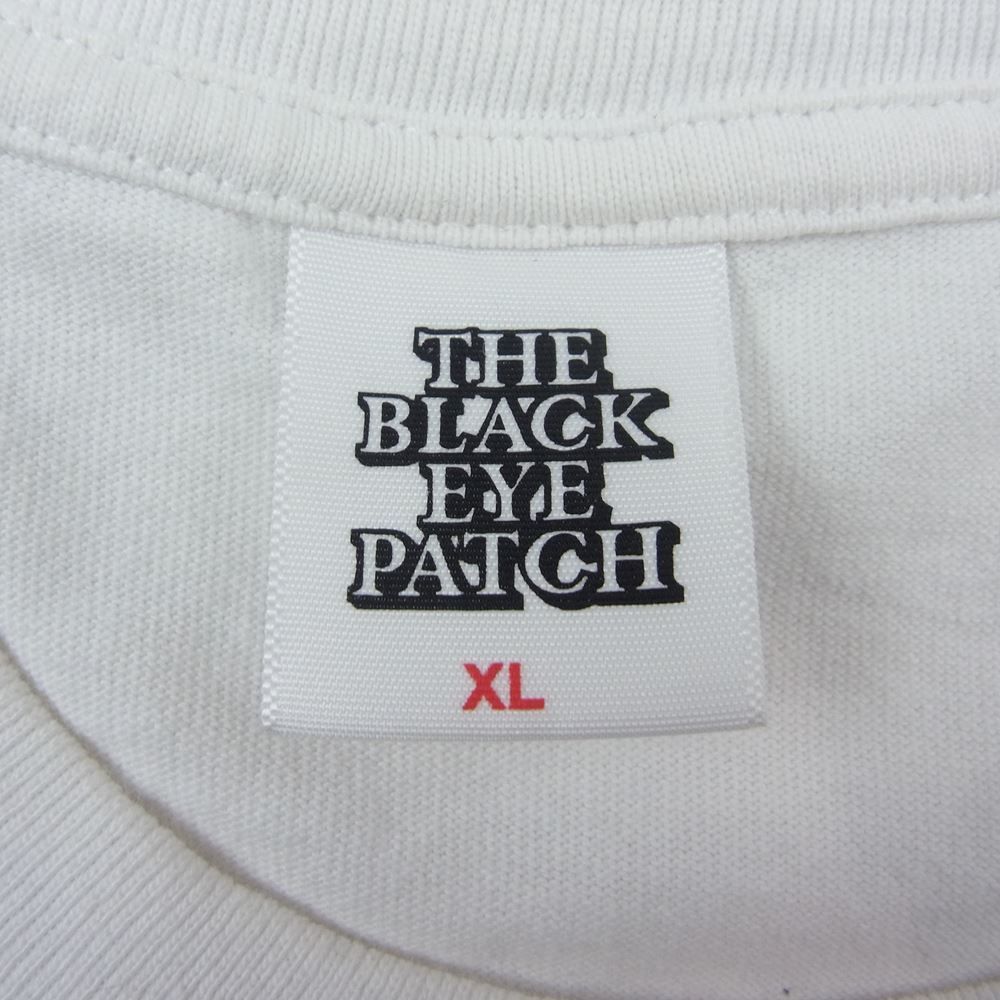 THE
BLACK
EYE
PATCH
XL